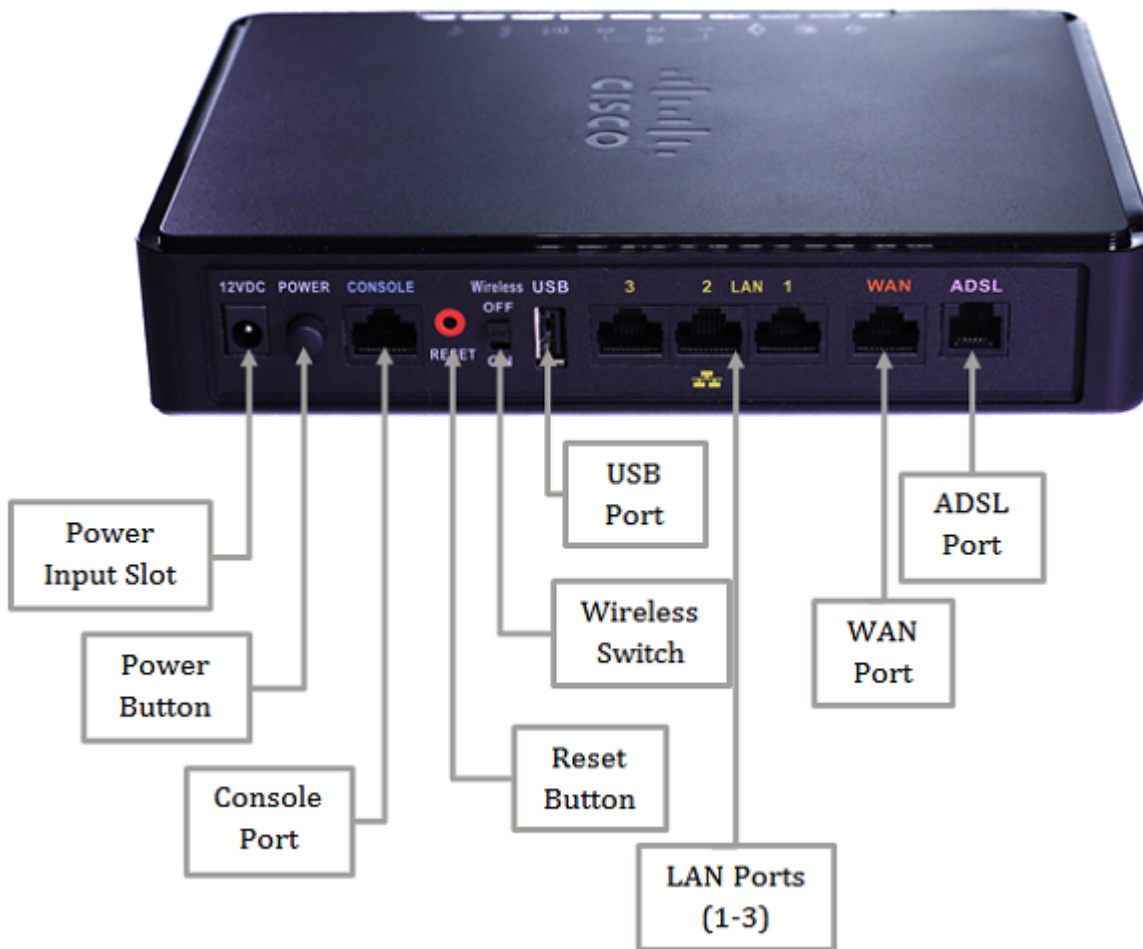 CISCO
12VDC POWER CONSOLE Wireless USB 3 2 LAN 1 WAN ADSL
OFF
RESET
ON
USB
Port
ADSL
Port
Power
Input Slot
Wireless
Switch
WAN
Port
Power
Button
Reset
Button
Console
Port
LAN Ports
(1-3)